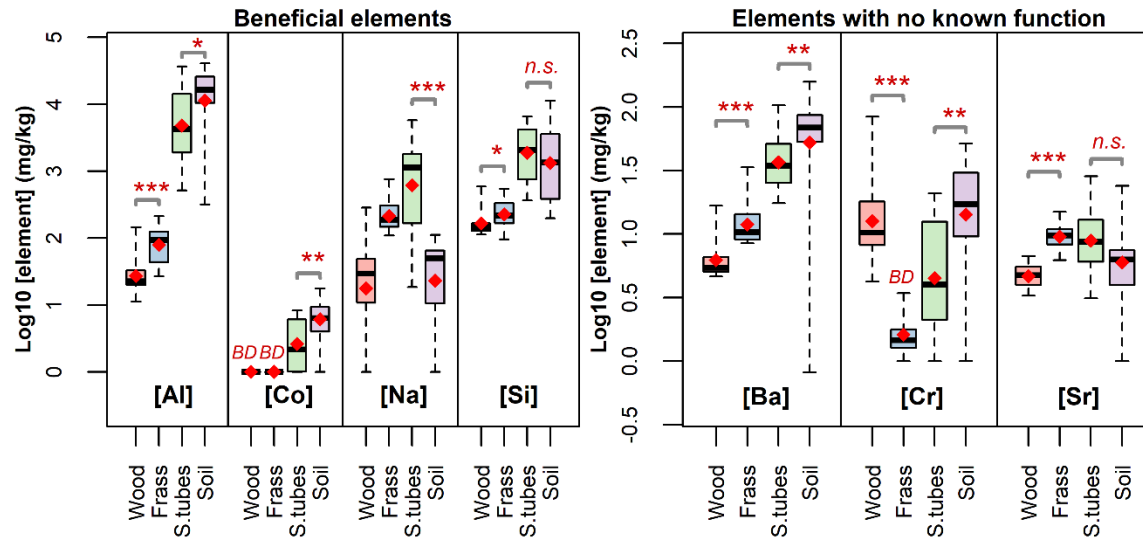 Beneficial elements
Log10 [element] (mg/kg)
5
4
3
2
1
0
***
*
BD BD
**
***
*
n.s.
[Al] [Co] [Na] [Si]
Wood
Frass
S.tubes
Soil
Wood
Frass
S.tubes
Soil
Wood
Frass
S.tubes
Soil
Wood
Frass
S.tubes
Soil
Elements with no known function
Log10 [element] (mg/kg)
2.5
2.0
1.5
1.0
0.5
0.0
-0.5
***
**
***
BD
**
***
n.s.
[Ba] [Cr] [Sr]
Wood
Frass
S.tubes
Soil
Wood
Frass
S.tubes
Soil
Wood
Frass
S.tubes
Soil